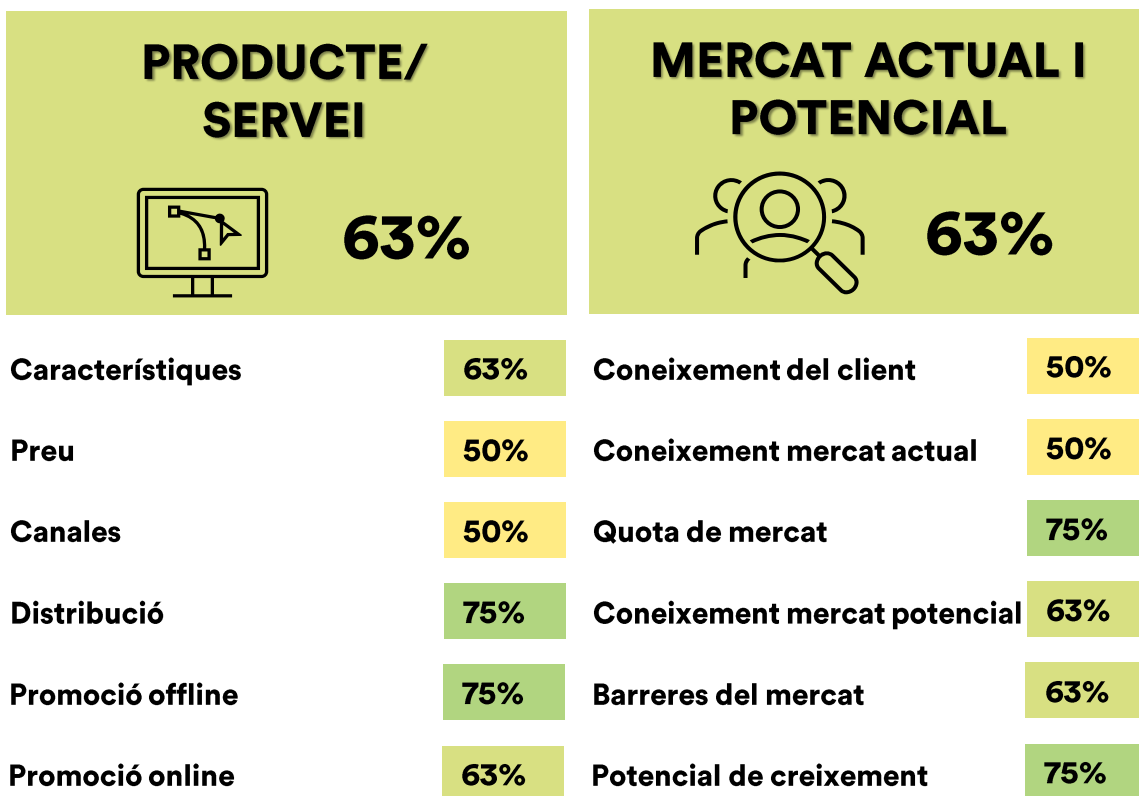 PRODUCTE/
SERVEI
63%
Característiques 63%
Preu 50%
Canales 50%
Distribució 75%
Promoció offline 75%
Promoció online 63%
MERCAT ACTUAL I
POTENCIAL
63%
Coneixement del client 50%
Coneixement mercat actual 50%
Quota de mercat 75%
Coneixement mercat potencial 63%
Barreres del mercat 63%
Potencial de creixement 75%